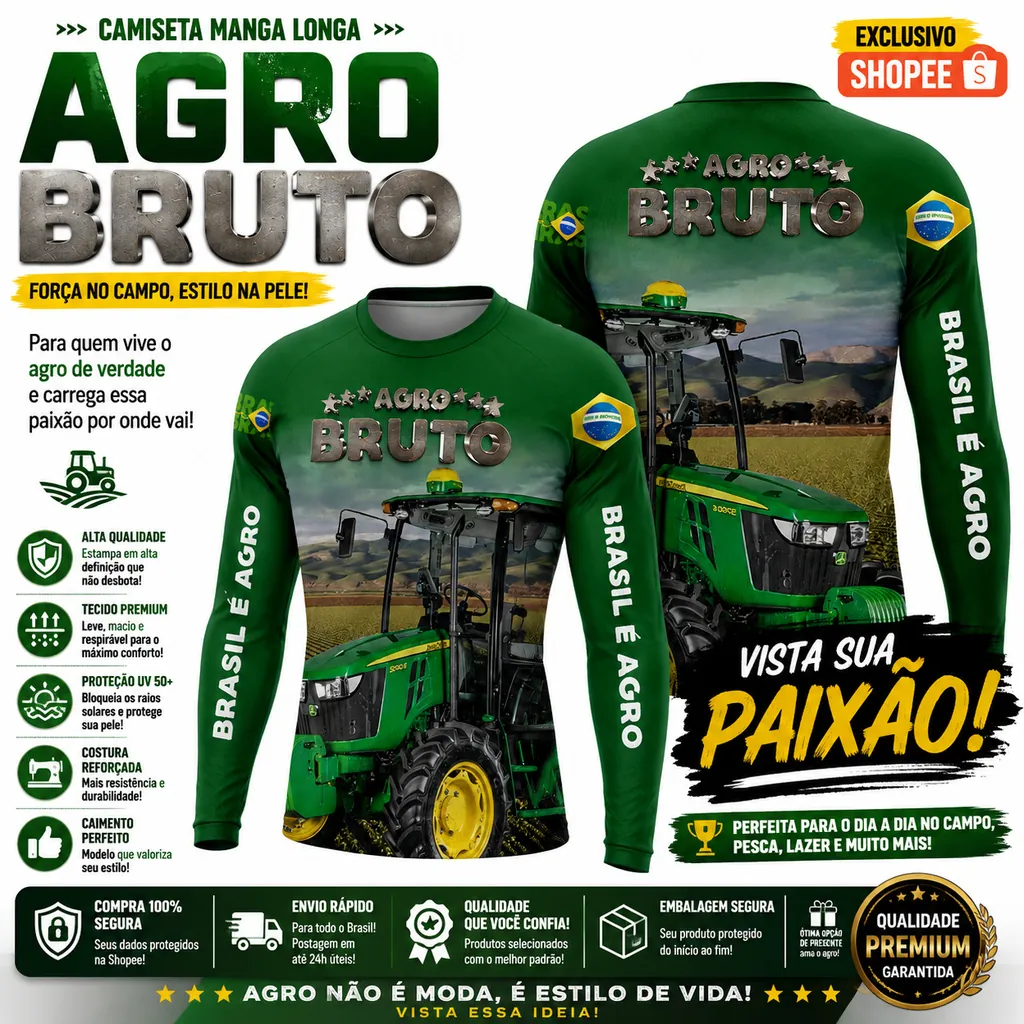 >>> CAMISETA MANGA LONGA >>>
AGRO
BRUTO
FORÇA NO CAMPO, ESTILO NA PELE!
Para quem vive o
agro de verdade
e carrega essa
paixão por onde vai!
EXCLUSIVO
SHOPEE
S
AGRO
BRUTO
BRASIL É AGRO
AGRO
BRUTO
BRASIL É AGRO
BRASIL É AGRO
ALTA QUALIDADE
Estampa em alta
definição que
não desbota!
TECIDO PREMIUM
Leve, macio e
respirável para o
máximo conforto!
PROTEÇÃO UV 50+
Bloqueia os raios
solares e protege
sua pele!
COSTURA
REFORÇADA
Mais resistência e
durabilidade!
CAIMENTO
PERFEITO
Modelo que valoriza
seu estilo!
VISTA SUA
PAIXÃO!
PERFEITA PARA O DIA A DIA NO CAMPO,
PESCA, LAZER E MUITO MAIS!
COMPRA 100%
SEGURA
Seus dados protegidos
na Shopee!
ENVIO RÁPIDO
Para todo o Brasil!
Postagem em
até 24h úteis!
QUALIDADE
QUE VOCÊ CONFIA!
Produtos selecionados
com o melhor padrão!
EMBALAGEM SEGURA
Seu produto protegido
do início ao fim!
ÓTIMA OPÇÃO
DE PRESENTE
ama o agro!
QUALIDADE
PREMIUM
GARANTIDA
AGRO NÃO É MODA, É ESTILO DE VIDA!
VISTA ESSA IDEIA!